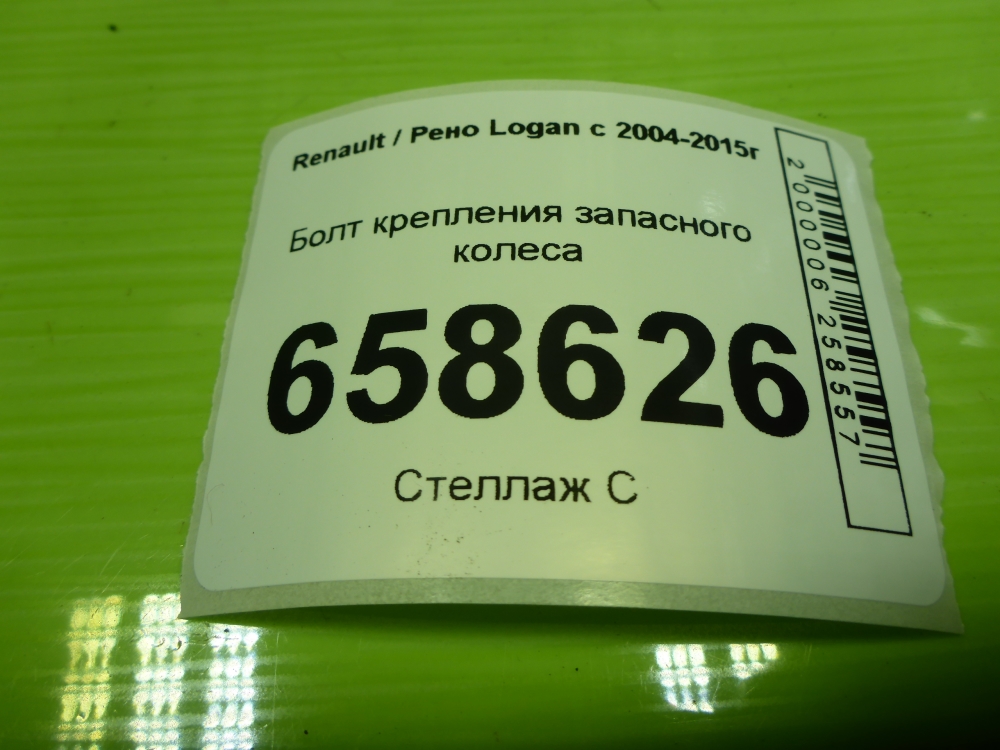 Renault / Рено Logan с 2004-2015г
Болт крепления запасного
колеса
658626
Стеллаж С
2000006258557